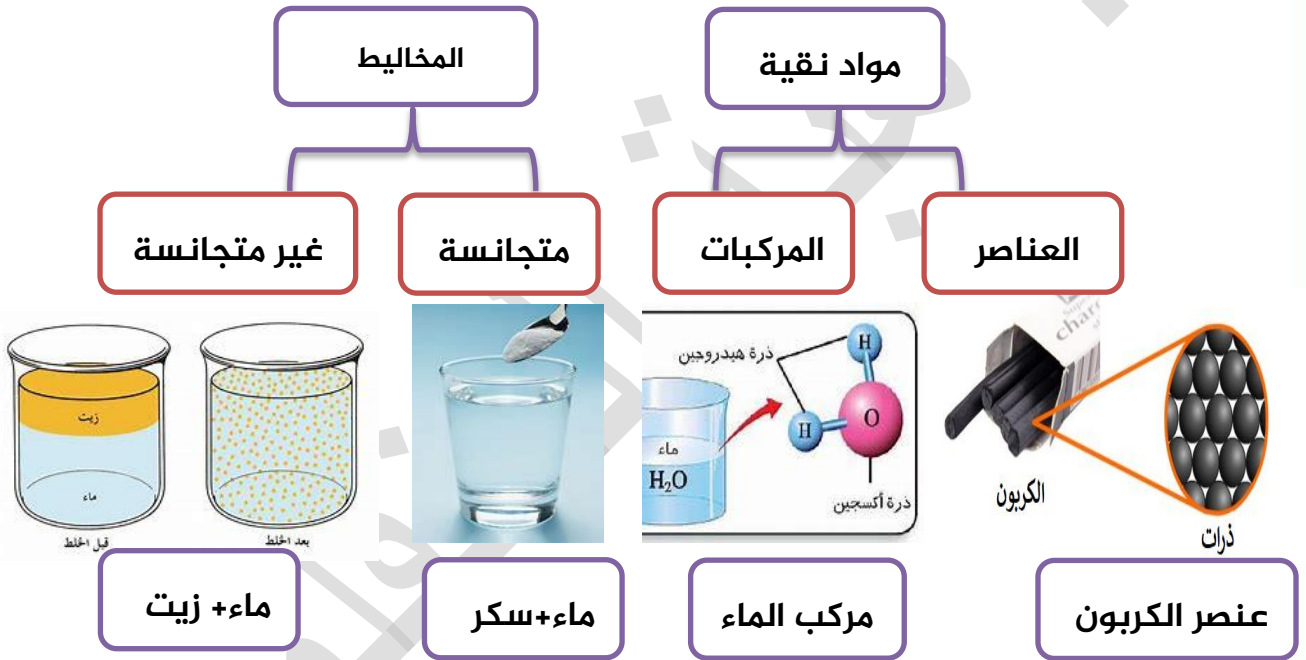 مواد نقية
المخاليط
العناصر
المركبات
متجانسة
غير متجانسة
الكربون
ذرات
ذرة هيدروجين
H
H
O
ماء
H₂O
ذرة أكسجين
زيت
ماء
بعد الخلط
قبل الخلط
عنصر الكربون
مركب الماء
ماء+سكر
ماء+ زيت